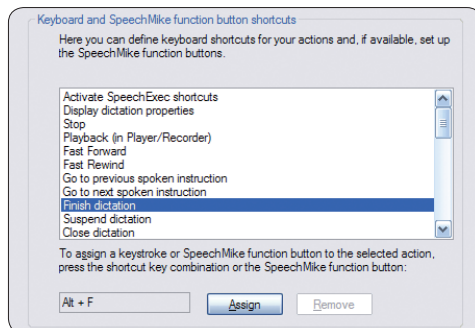 Keyboard and SpeechMike function button shortcuts
Here you can define keyboard shortcuts for your actions and, if available, set up
the SpeechMike function buttons.
Activate SpeechExec shortcuts
Display dictation properties
Stop
Playback (in Player/Recorder)
Fast Forward
Fast Rewind
Go to previous spoken instruction
Go to next spoken instruction
Finish dictation
Suspend dictation
Close dictation
To assign a keystroke or SpeechMike function button to the selected action,
press the shortcut key combination or the SpeechMike function button:
Alt + F
Assign
Remove